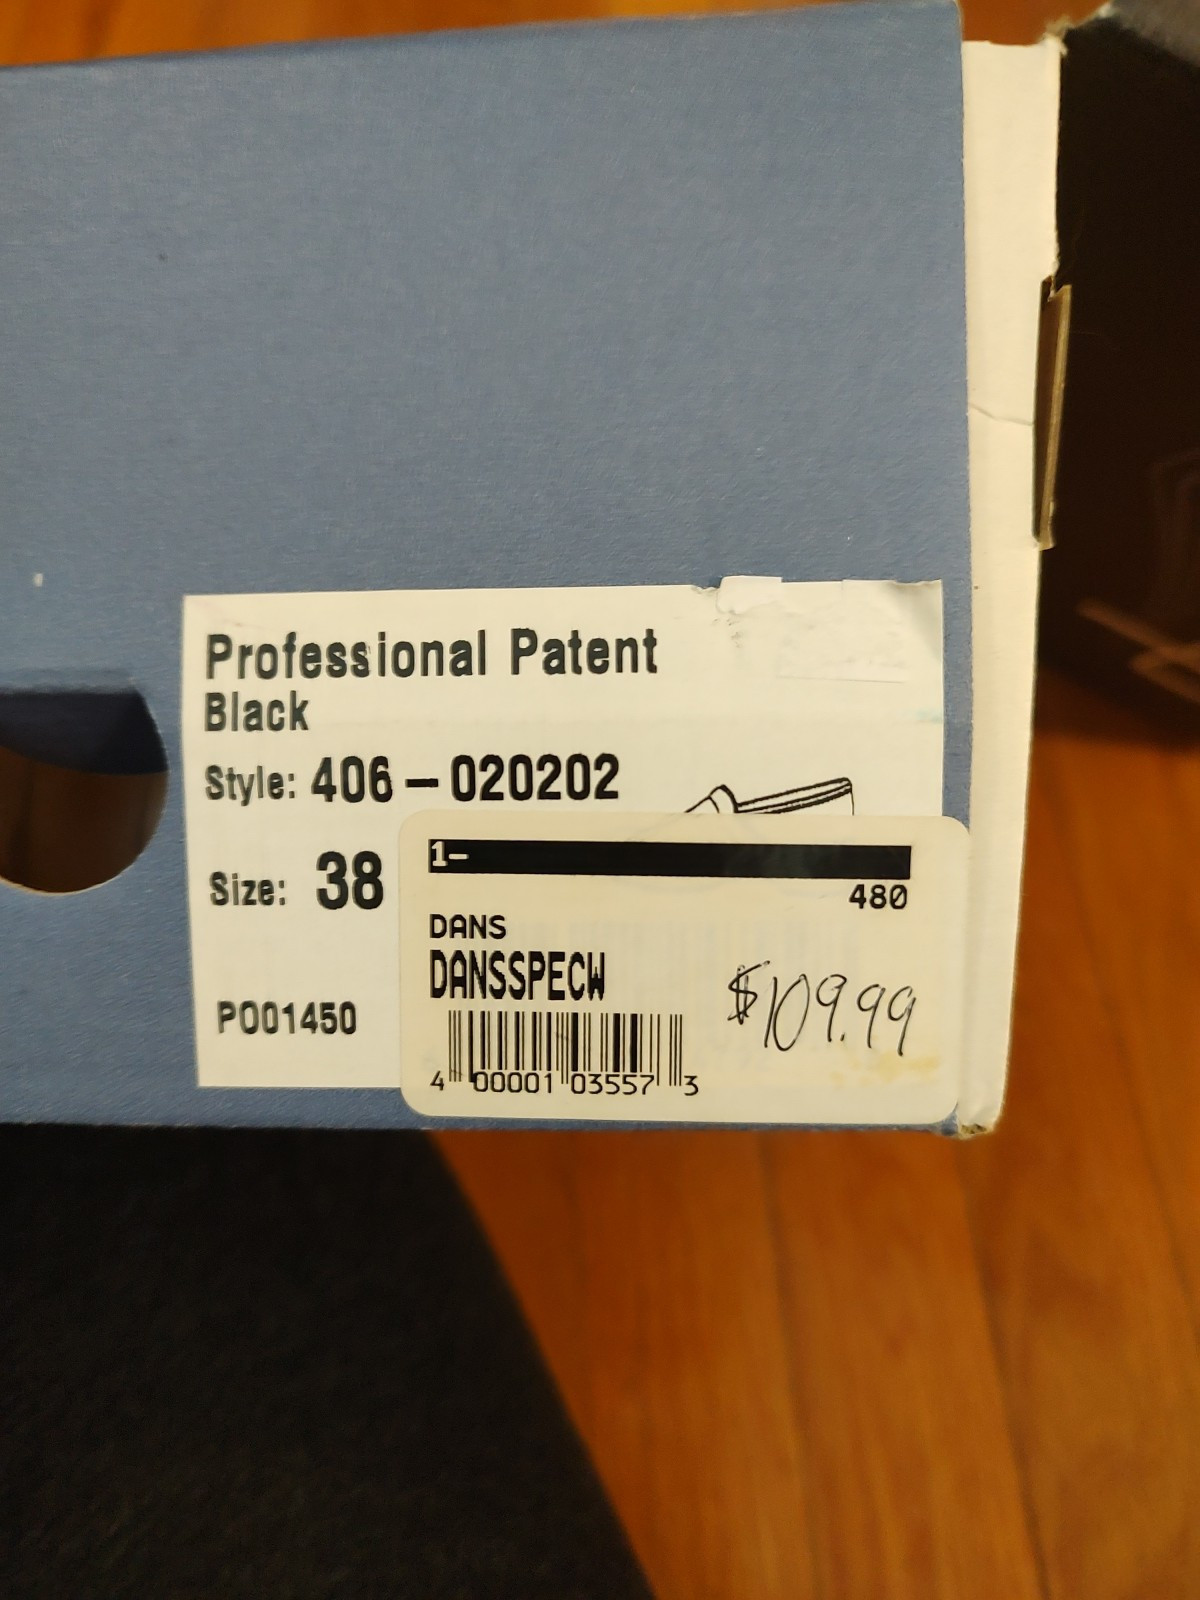 Professional Patent
Black
Style: 406-020202
Size: 38
P001450
1-
480
DANS
DANSSPECW
$109.99
4 00001 03557 3